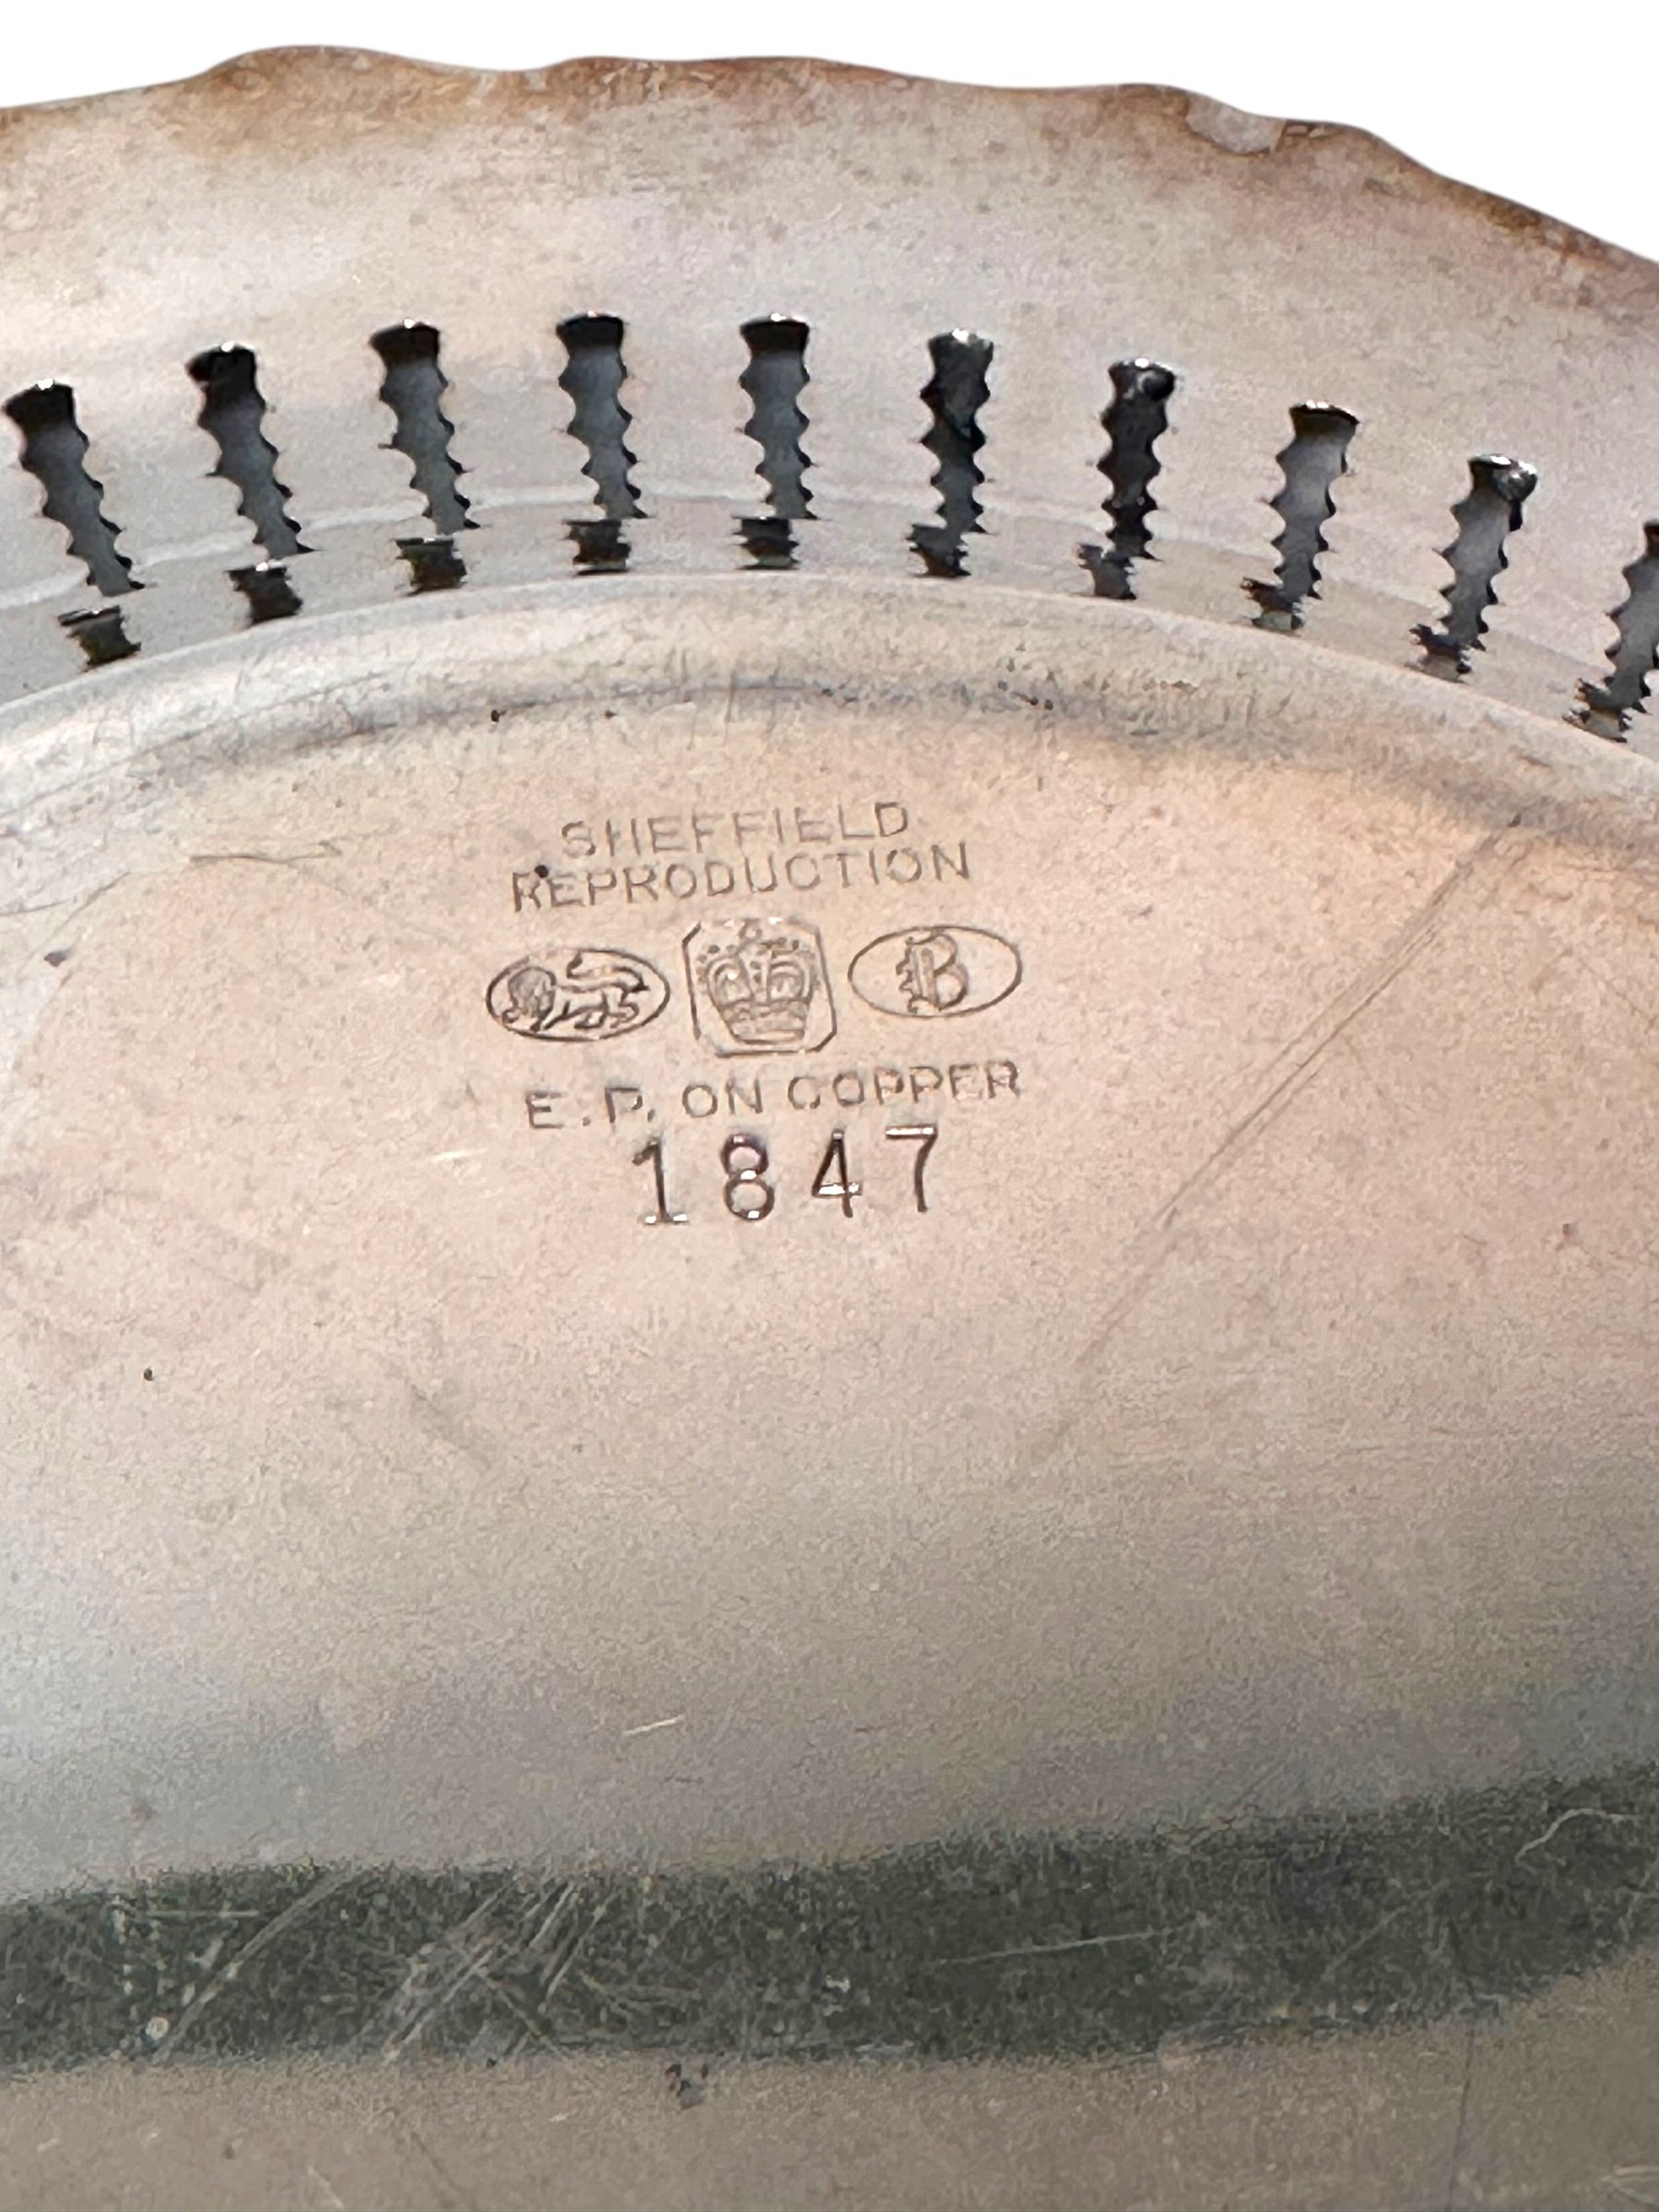 SHEFFIELD
REPRODUCTION
B
E.P. ON COPPER
1847